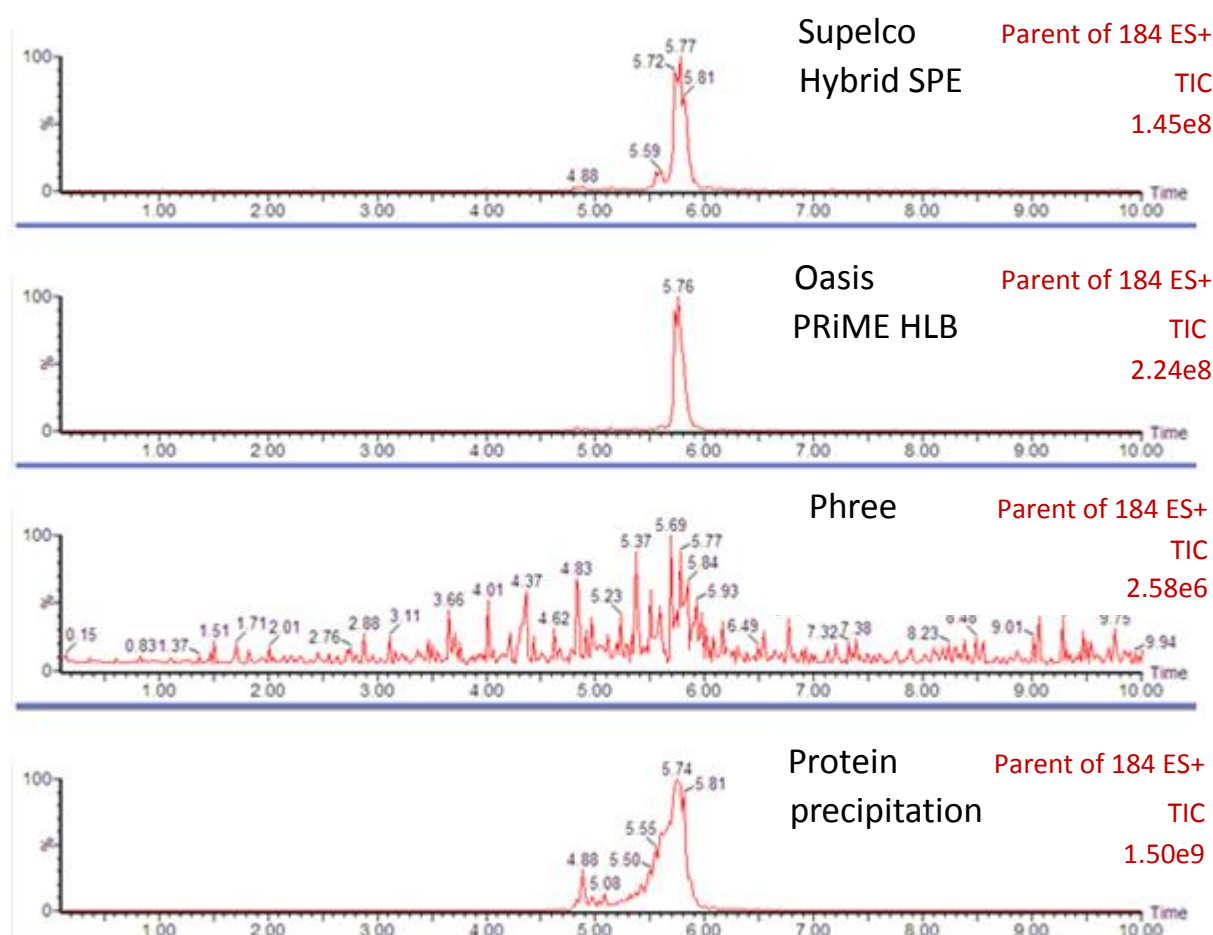 Supelco Parent of 184 ES+
5.77
5.72
5.81
100
Hybrid SPE TIC
%
1.45e8
5.59
4.88
0
Time
1.00 2.00 3.00 4.00 5.00 6.00 7.00 8.00 9.00 10.00
Oasis Parent of 184 ES+
5.76
100
PRiME HLB TIC
%
2.24e8
0
Time
1.00 2.00 3.00 4.00 5.00 6.00 7.00 8.00 9.00 10.00
Phree Parent of 184 ES+
100
5.69
5.37 5.77
TIC
4.83 5.84
4.01 4.37 5.93
2.58e6
%
3.66 5.23
0.15 0.83 1.37 1.51 1.71 2.01 2.76 2.88 3.11 4.62 6.49 7.32 7.38 8.23 9.01 9.75 9.94
0
Time
1.00 2.00 3.00 4.00 5.00 6.00 7.00 8.00 9.00 10.00
Protein Parent of 184 ES+
5.74
100
5.81
precipitation TIC
5.55
%
1.50e9
4.88 5.50
5.08
0
Time
1.00 2.00 3.00 4.00 5.00 6.00 7.00 8.00 9.00 10.00